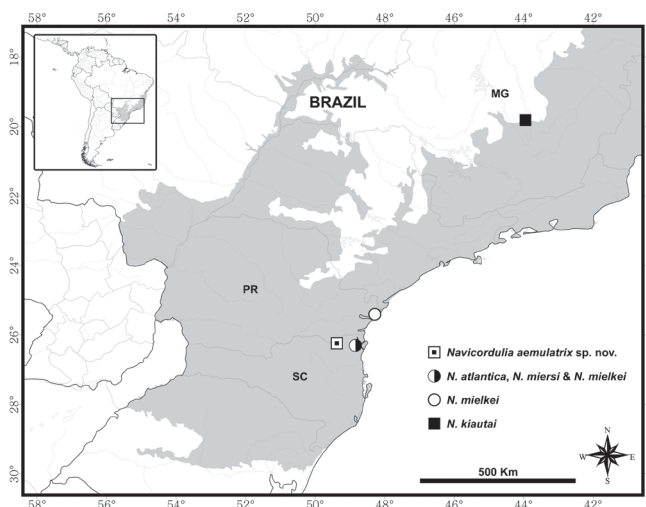 58° 56° 54° 52° 50° 48° 46° 44° 42°
18°
BRAZIL
MG
20°
22°
24°
PR
26°
Navicordulia aemulatrix sp. nov.
N. atlantica, N. miersi & N. mielkei
SC
N. mielkei
28°
N. kiautai
N
W E
S
500 Km
30°
58° 56° 54° 52° 50° 48° 46° 44° 42°